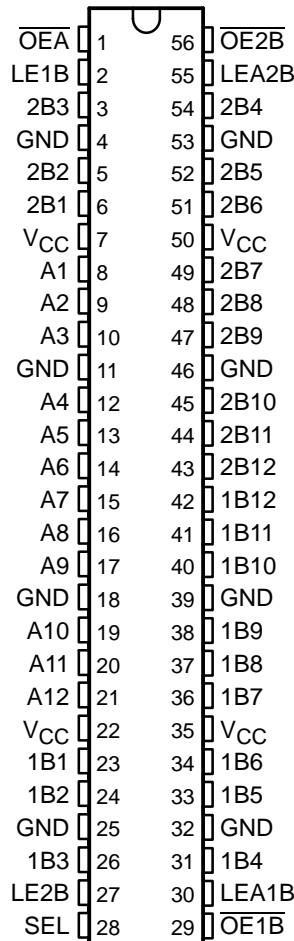 OEA 1 56 OE2B
LE1B 2 55 LEA2B
2B3 3 54 2B4
GND 4 53 GND
2B2 5 52 2B5
2B1 6 51 2B6
VCC 7 50 VCC
A1 8 49 2B7
A2 9 48 2B8
A3 10 47 2B9
GND 11 46 GND
A4 12 45 2B10
A5 13 44 2B11
A6 14 43 2B12
A7 15 42 1B12
A8 16 41 1B11
A9 17 40 1B10
GND 18 39 GND
A10 19 38 1B9
A11 20 37 1B8
A12 21 36 1B7
VCC 22 35 VCC
1B1 23 34 1B6
1B2 24 33 1B5
GND 25 32 GND
1B3 26 31 1B4
LE2B 27 30 LEA1B
SEL 28 29 OE1B